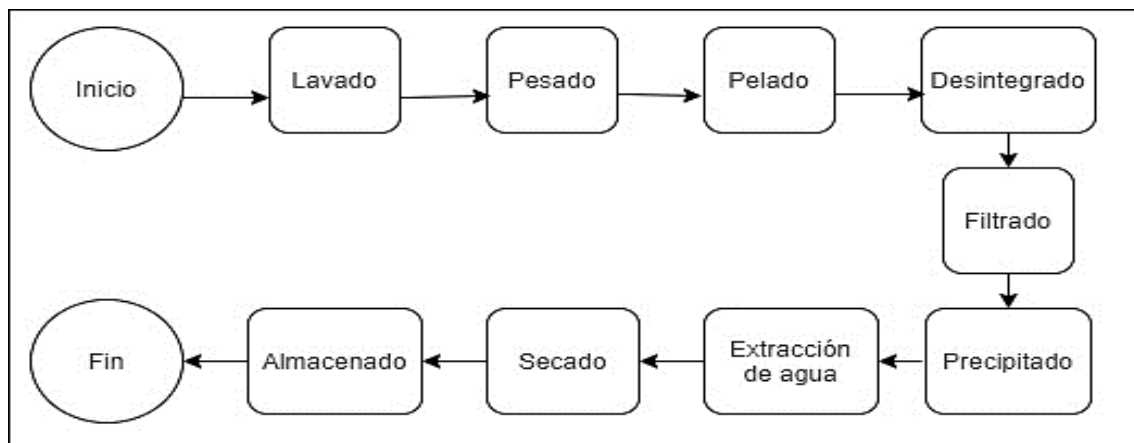 Inicio
Lavado
Pesado
Pelado
Desintegrado
Filtrado
Precipitado
Extracción
de agua
Secado
Almacenado
Fin